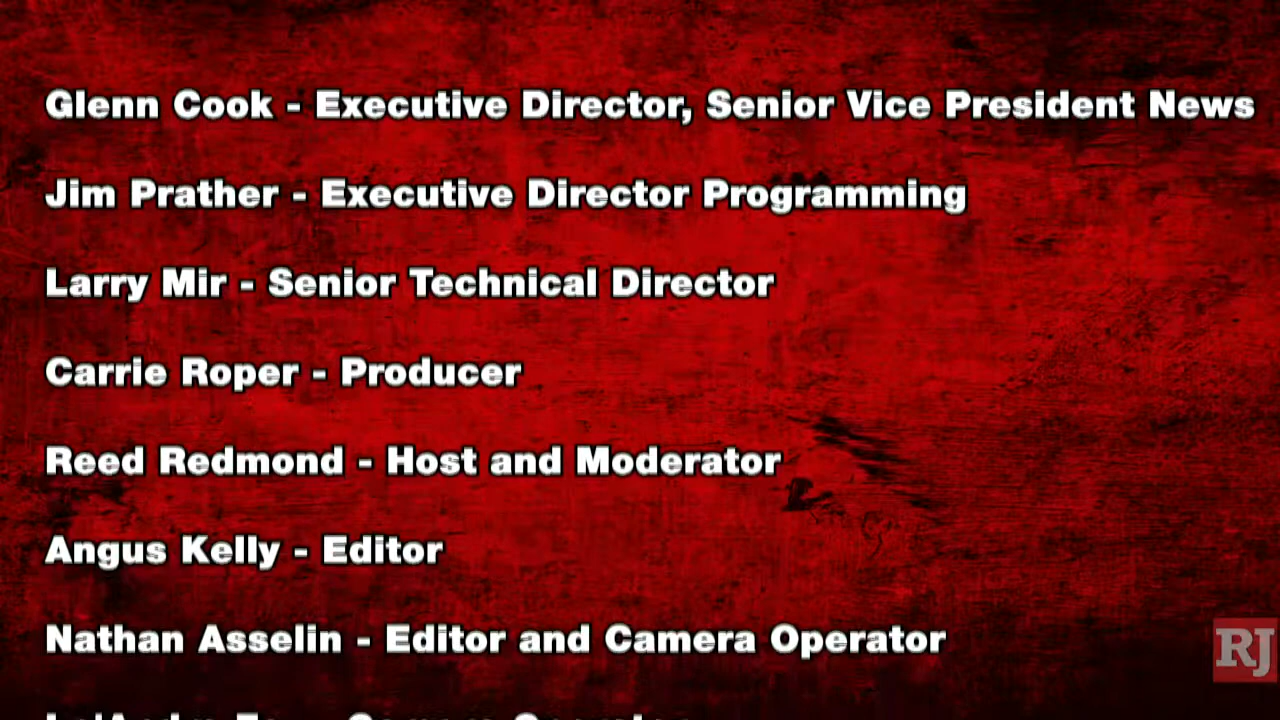 Glenn Cook - Executive Director, Senior Vice President News
Jim Prather - Executive Director Programming
Larry Mir - Senior Technical Director
Carrie Roper - Producer
Reed Redmond - Host and Moderator
Angus Kelly - Editor
Nathan Asselin - Editor and Camera Operator
RJ